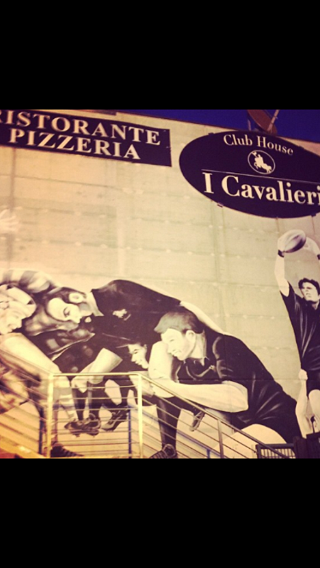 RISTORANTE
PIZZERIA
Club House
I Cavalieri